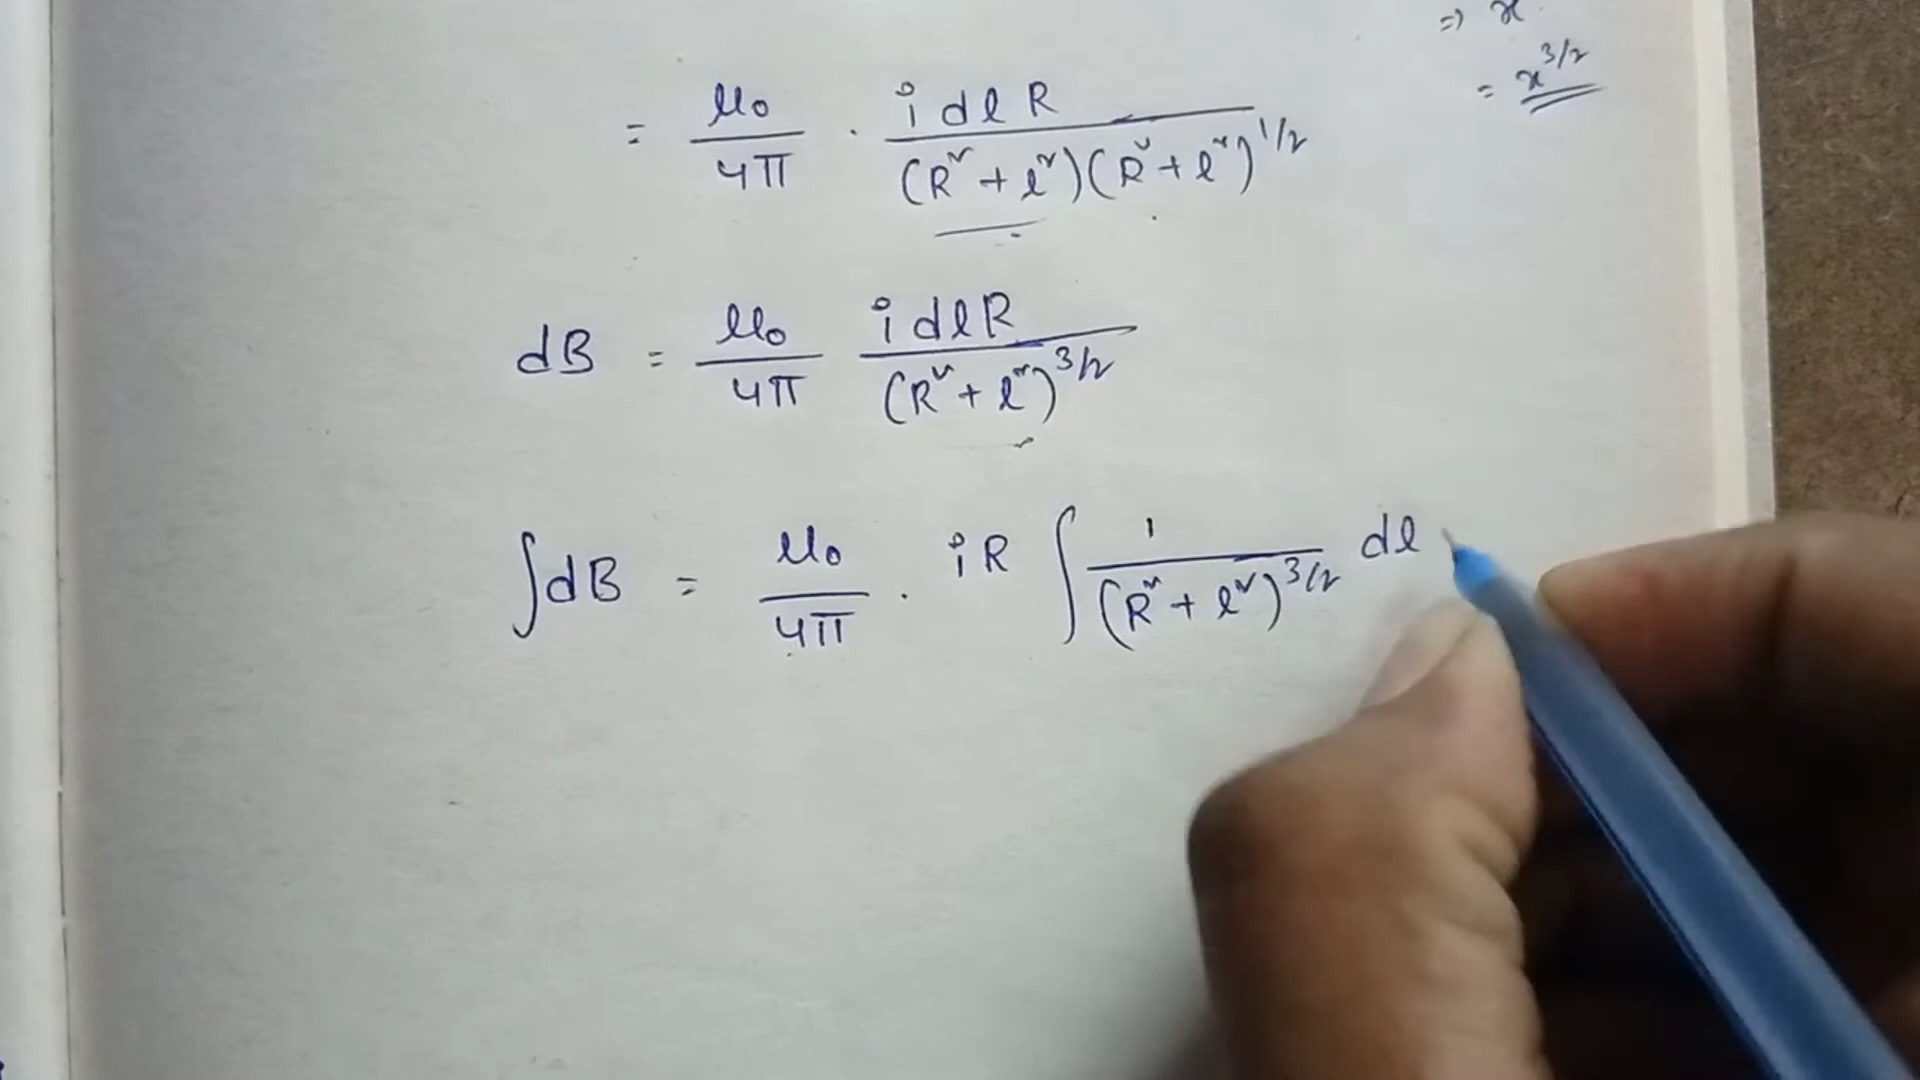 ⇒ x
= x^3/2
= μ₀/4π · i dl R/(R² + l²)(R² + l²)^1/2
dB = μ₀/4π i dl R/(R² + l²)^3/2
∫dB = μ₀/4π · i R ∫ 1/(R² + l²)^3/2 dl